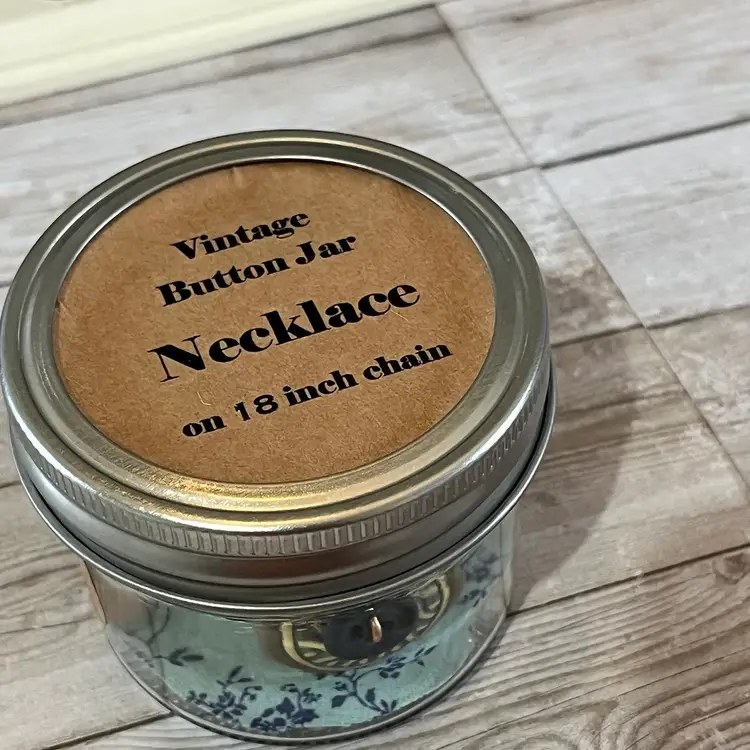 Vintage
Button Jar
Necklace
on 18 inch chain